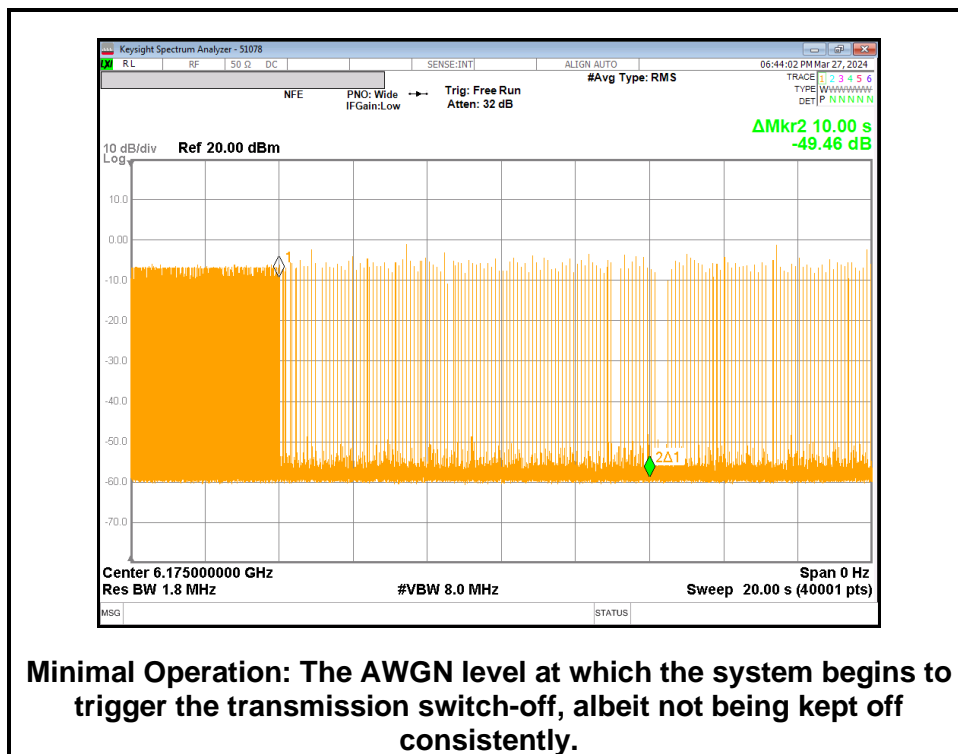 Keysight Spectrum Analyzer - 51078
LXI RL RF 50 Ω DC SENSE:INT ALIGN AUTO 06:44:02 PM Mar 27, 2024
#Avg Type: RMS TRACE 1 2 3 4 5 6
NFE PNO: Wide Trig: Free Run TYPE WWWWWW
IFGain:Low Atten: 32 dB DET P N N N N N
ΔMkr2 10.00 s
-49.46 dB
10 dB/div Ref 20.00 dBm
Log
10.0
0.00
1
-10.0
-20.0
-30.0
-40.0
-50.0
2Δ1
-60.0
-70.0
Center 6.175000000 GHz Span 0 Hz
Res BW 1.8 MHz #VBW 8.0 MHz Sweep 20.00 s (40001 pts)
MSG STATUS
Minimal Operation: The AWGN level at which the system begins to
trigger the transmission switch-off, albeit not being kept off
consistently.